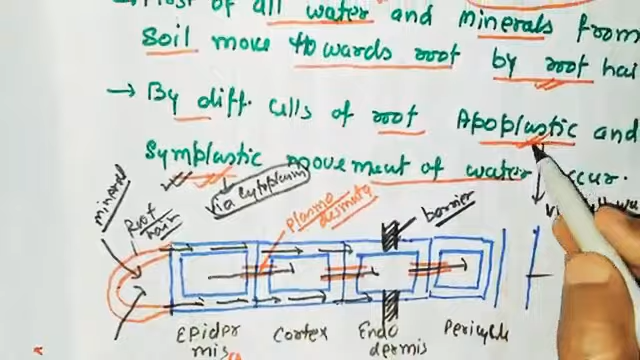 Most of all water and minerals from
Soil move towards root by root hai
→ By diff. cells of root Apoplastic and
Symplastic movement of water occur.
via cytoplasm
plasmo
desmata
barrier
mineral
Root
hair
Epider
mis
Cortex
Endo
dermis
Pericycle